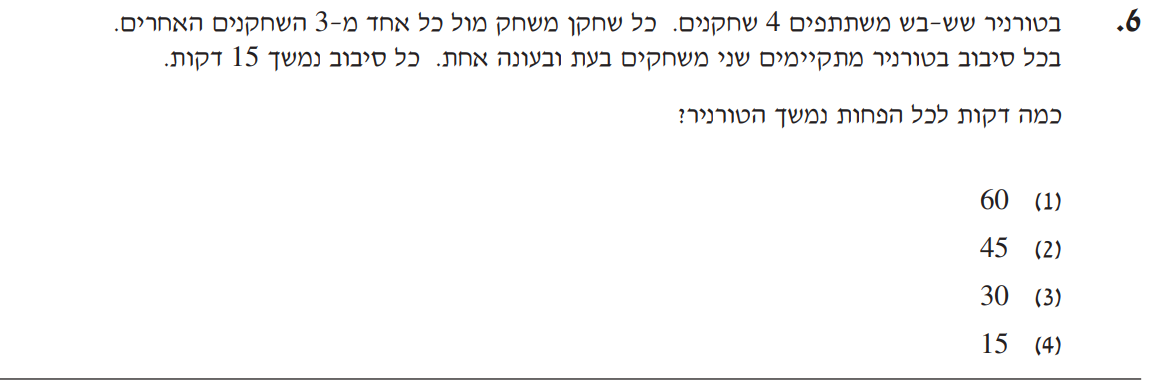 6. בטורניר שש-בש משתתפים 4 שחקנים. כל שחקן משחק מול כל אחד מ-3 השחקנים האחרים.
בכל סיבוב בטורניר מתקיימים שני משחקים בעת ובעונה אחת. כל סיבוב נמשך 15 דקות.
כמה דקות לכל הפחות נמשך הטורניר?
(1) 60
(2) 45
(3) 30
(4) 15